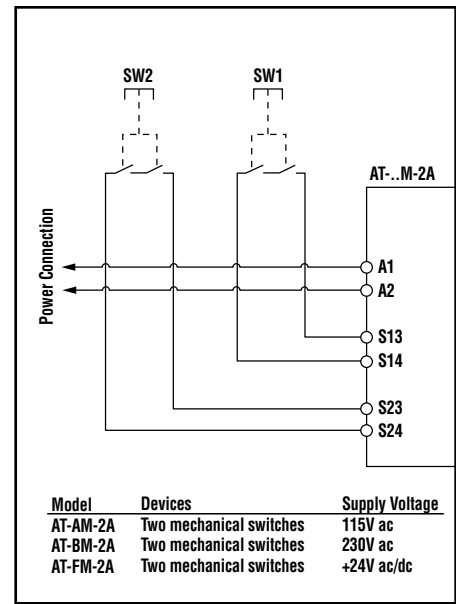 SW2 SW1
AT-..M-2A
Power Connection
A1
A2
S13
S14
S23
S24
Model Devices Supply Voltage
AT-AM-2A Two mechanical switches 115V ac
AT-BM-2A Two mechanical switches 230V ac
AT-FM-2A Two mechanical switches +24V ac/dc